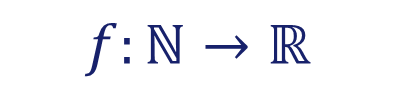 f : ℕ → ℝ